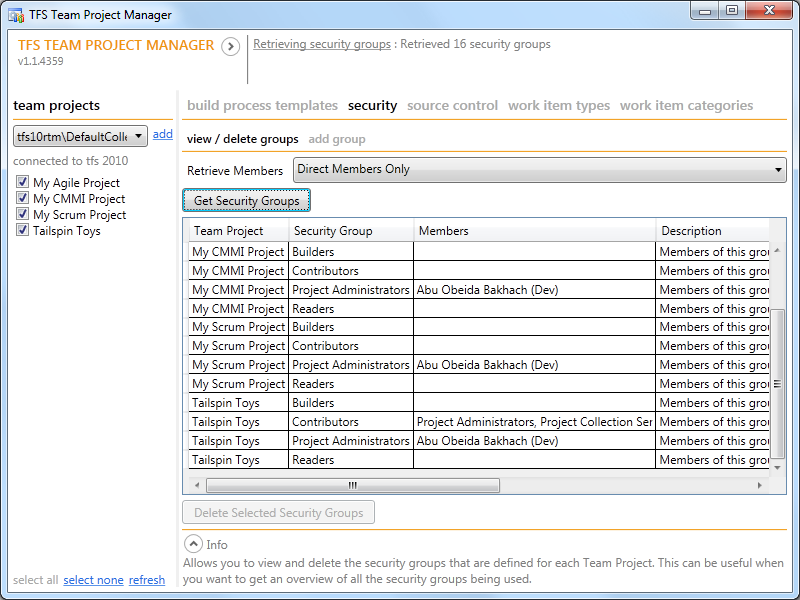 TFS Team Project Manager
TFS TEAM PROJECT MANAGER
v1.1.4359
Retrieving security groups : Retrieved 16 security groups
team projects
tfs10rtm\DefaultColle
add
connected to tfs 2010
My Agile Project
My CMMI Project
My Scrum Project
Tailspin Toys
select all select none refresh
build process templates security source control work item types work item categories
view / delete groups add group
Retrieve Members Direct Members Only
Get Security Groups
Team Project Security Group Members Description
My CMMI Project Builders Members of this grou
My CMMI Project Contributors Members of this grou
My CMMI Project Project Administrators Abu Obeida Bakhach (Dev) Members of this grou
My CMMI Project Readers Members of this grou
My Scrum Project Builders Members of this grou
My Scrum Project Contributors Members of this grou
My Scrum Project Project Administrators Abu Obeida Bakhach (Dev) Members of this grou
My Scrum Project Readers Members of this grou
Tailspin Toys Builders Members of this grou
Tailspin Toys Contributors Project Administrators, Project Collection Ser Members of this grou
Tailspin Toys Project Administrators Abu Obeida Bakhach (Dev) Members of this grou
Tailspin Toys Readers Members of this grou
Delete Selected Security Groups
Info
Allows you to view and delete the security groups that are defined for each Team Project. This can be useful when
you want to get an overview of all the security groups being used.